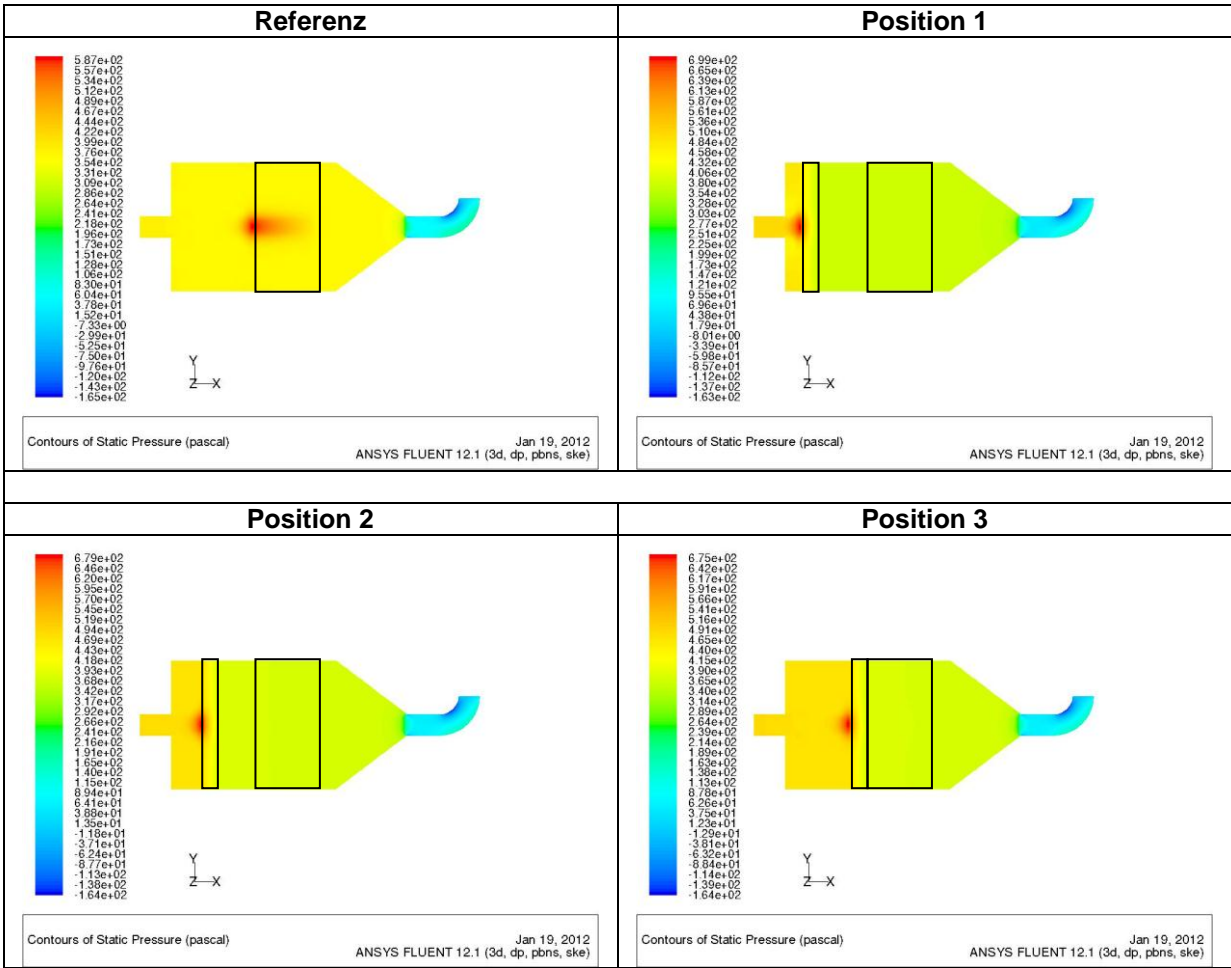 Referenz
5.87e+02
5.57e+02
5.34e+02
5.12e+02
4.89e+02
4.67e+02
4.44e+02
4.22e+02
3.99e+02
3.76e+02
3.54e+02
3.31e+02
3.09e+02
2.86e+02
2.64e+02
2.41e+02
2.18e+02
1.96e+02
1.73e+02
1.51e+02
1.28e+02
1.06e+02
8.30e+01
6.04e+01
3.78e+01
1.52e+01
-7.33e+00
-2.99e+01
-5.25e+01
-7.50e+01
-9.76e+01
-1.20e+02
-1.43e+02
-1.65e+02
Y
Z X
Contours of Static Pressure (pascal)
Jan 19, 2012
ANSYS FLUENT 12.1 (3d, dp, pbns, ske)
Position 1
6.99e+02
6.65e+02
6.39e+02
6.13e+02
5.87e+02
5.61e+02
5.36e+02
5.10e+02
4.84e+02
4.58e+02
4.32e+02
4.06e+02
3.80e+02
3.54e+02
3.28e+02
3.03e+02
2.77e+02
2.51e+02
2.25e+02
1.99e+02
1.73e+02
1.47e+02
1.21e+02
9.55e+01
6.96e+01
4.38e+01
1.79e+01
-8.01e+00
-3.39e+01
-5.98e+01
-8.57e+01
-1.12e+02
-1.37e+02
-1.63e+02
Y
Z X
Contours of Static Pressure (pascal)
Jan 19, 2012
ANSYS FLUENT 12.1 (3d, dp, pbns, ske)
Position 2
6.79e+02
6.46e+02
6.20e+02
5.95e+02
5.70e+02
5.45e+02
5.19e+02
4.94e+02
4.69e+02
4.43e+02
4.18e+02
3.93e+02
3.68e+02
3.42e+02
3.17e+02
2.92e+02
2.66e+02
2.41e+02
2.16e+02
1.91e+02
1.65e+02
1.40e+02
1.15e+02
8.94e+01
6.41e+01
3.88e+01
1.35e+01
-1.18e+01
-3.71e+01
-6.24e+01
-8.77e+01
-1.13e+02
-1.38e+02
-1.64e+02
Y
Z X
Contours of Static Pressure (pascal)
Jan 19, 2012
ANSYS FLUENT 12.1 (3d, dp, pbns, ske)
Position 3
6.75e+02
6.42e+02
6.17e+02
5.91e+02
5.66e+02
5.41e+02
5.16e+02
4.91e+02
4.65e+02
4.40e+02
4.15e+02
3.90e+02
3.65e+02
3.40e+02
3.14e+02
2.89e+02
2.64e+02
2.39e+02
2.14e+02
1.89e+02
1.63e+02
1.38e+02
1.13e+02
8.78e+01
6.26e+01
3.75e+01
1.23e+01
-1.29e+01
-3.81e+01
-6.32e+01
-8.84e+01
-1.14e+02
-1.39e+02
-1.64e+02
Y
Z X
Contours of Static Pressure (pascal)
Jan 19, 2012
ANSYS FLUENT 12.1 (3d, dp, pbns, ske)